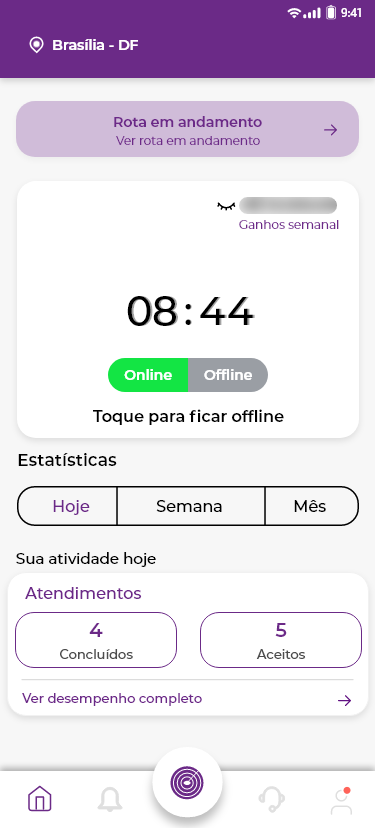 9:41
Brasília - DF
Rota em andamento
Ver rota em andamento
Ganhos semanal
08 : 44
Online Offline
Toque para ficar offline
Estatísticas
Hoje Semana Mês
Sua atividade hoje
Atendimentos
4 5
Concluídos Aceitos
Ver desempenho completo